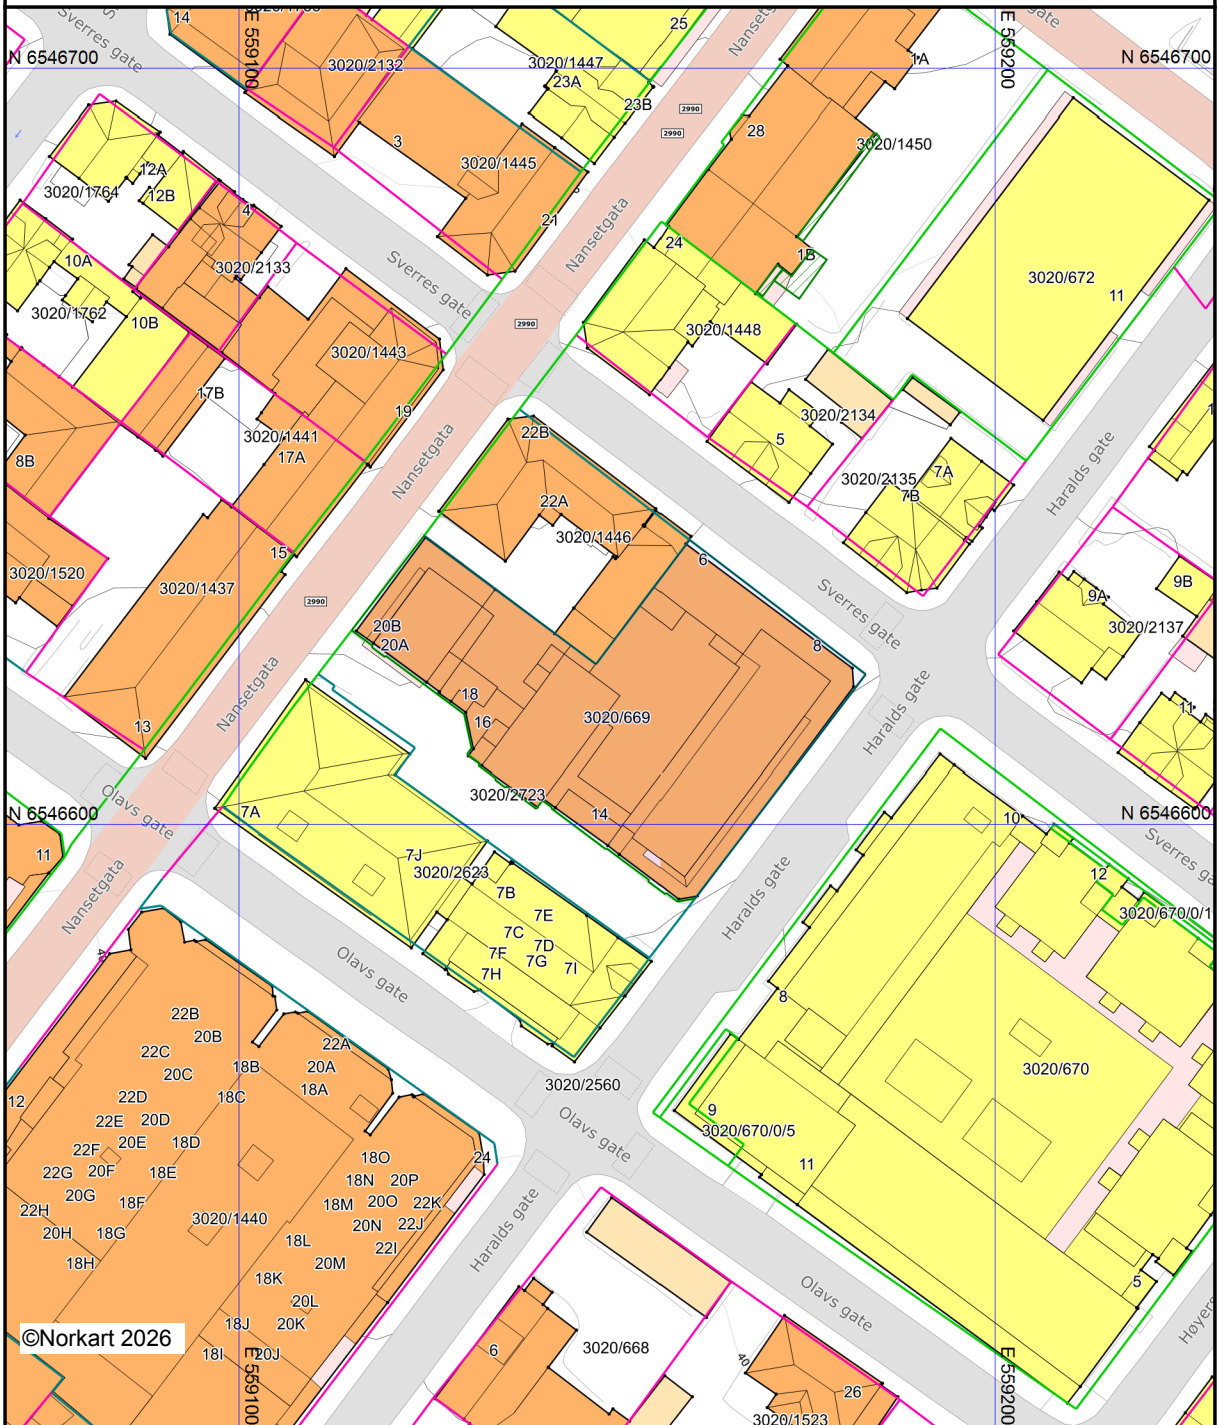 14
3020/1447
25
Nansetg
gate
Sverres gate
N 6546700
E 559100
3020/2132
23A
23B
1A
E 559200
N 6546700
2990
2990
28
3
3020/1445
3020/1450
12A
3020/1764
12B
4
21
Nansetgata
24
1B
10A
3020/2133
Sverres gate
3020/672
11
3020/1762
10B
2990
3020/1448
3020/1443
17B
19
3020/2134
1
3020/1441
17A
22B
5
8B
Nansetgata
7A
3020/2135
7B
Haralds gate
22A
3020/1446
15
6
3020/1520
3020/1437
9B
9A
2990
Sverres gate
20B
20A
8
3020/2137
Nansetgata
18
16
3020/669
Haralds gate
11
13
3020/2723
14
Olavs gate
N 6546600
7A
10
N 6546600
11
7J
3020/2623
Sverres ga
7B
12
Nansetgata
7E
7C
7D
7F
7G
7I
7H
3020/670/0/1
Haralds gate
Olavs gate
8
22B
20B
22A
22C
18B
20A
20C
18A
3020/670
3020/2560
12
22D
18C
22E
20D
9
Olavs gate
20E
18D
3020/670/0/5
22F
18O
24
22G
20F
18E
18N
20P
11
20G
18F
18M
20O
22K
22H
3020/1440
20N
22J
20H
18G
18L
22I
Haralds gate
18H
20M
18K
5
20L
Olavs gate
18J
20K
Høyers
©Norkart 2026
6
3020/668
18I
20J
E 559100
40
26
E 559200
3020/1523